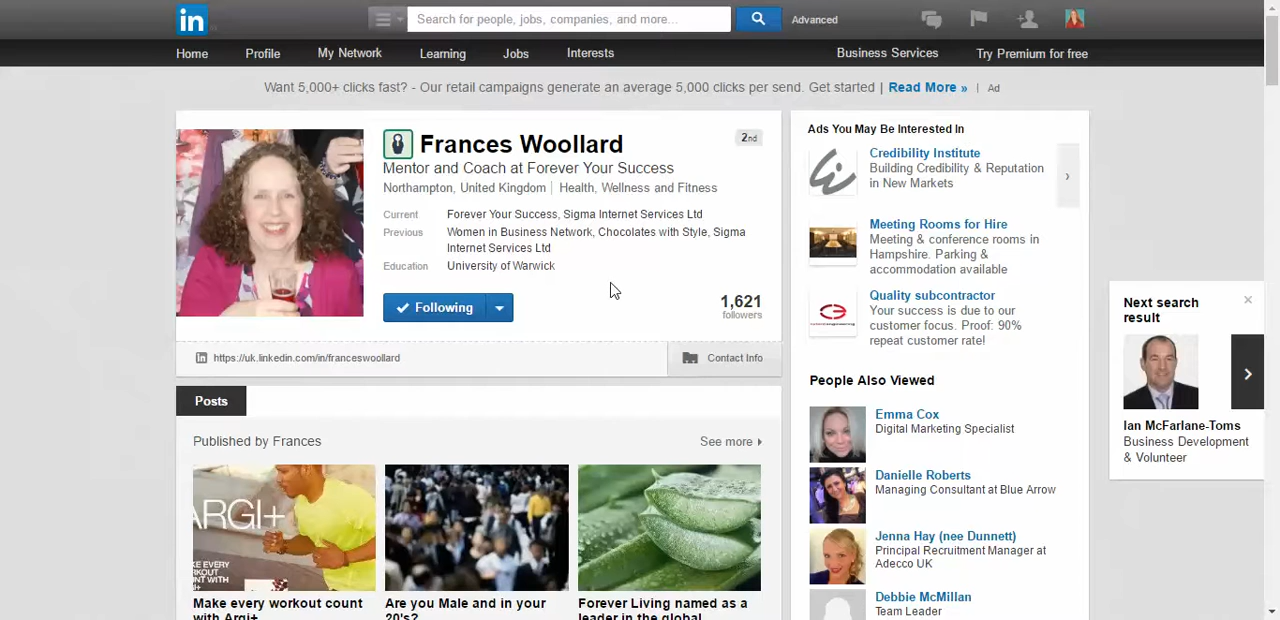 in
Search for people, jobs, companies, and more...
Advanced
Home Profile My Network Learning Jobs Interests Business Services Try Premium for free
Want 5,000+ clicks fast? - Our retail campaigns generate an average 5,000 clicks per send. Get started | Read More » | Ad
Frances Woollard
2nd
Mentor and Coach at Forever Your Success
Northampton, United Kingdom | Health, Wellness and Fitness
Current Forever Your Success, Sigma Internet Services Ltd
Previous Women in Business Network, Chocolates with Style, Sigma
Internet Services Ltd
Education University of Warwick
Following
1,621
followers
https://uk.linkedin.com/in/franceswoollard
Contact Info
Posts
Published by Frances
See more
ARGI+
Make every workout count
with Argi+
Are you Male and in your
20's?
Forever Living named as a
leader in the global
Ads You May Be Interested In
Credibility Institute
Building Credibility & Reputation
in New Markets
Meeting Rooms for Hire
Meeting & conference rooms in
Hampshire. Parking &
accommodation available
Quality subcontractor
Your success is due to our
customer focus. Proof: 90%
repeat customer rate!
People Also Viewed
Emma Cox
Digital Marketing Specialist
Danielle Roberts
Managing Consultant at Blue Arrow
Jenna Hay (nee Dunnett)
Principal Recruitment Manager at
Adecco UK
Debbie McMillan
Team Leader
Next search
result
Ian McFarlane-Toms
Business Development
& Volunteer